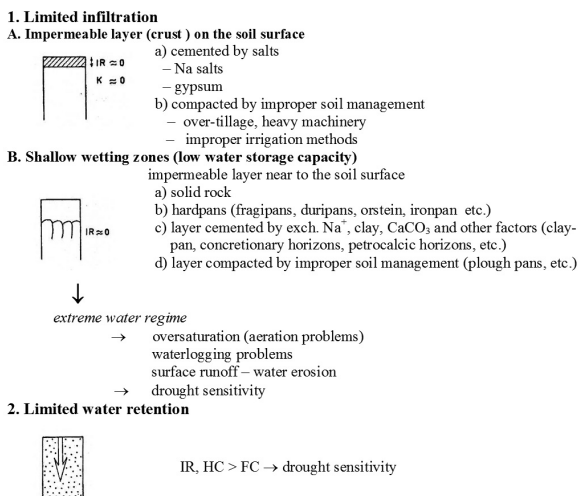 1. Limited infiltration
A. Impermeable layer (crust ) on the soil surface
a) cemented by salts
IR ≃ 0
– Na salts
K ≃ 0
– gypsum
b) compacted by improper soil management
– over-tillage, heavy machinery
– improper irrigation methods
B. Shallow wetting zones (low water storage capacity)
impermeable layer near to the soil surface
a) solid rock
b) hardpans (fragipans, duripans, orstein, ironpan etc.)
IR≃0
c) layer cemented by exch. Na⁺, clay, CaCO₃ and other factors (clay-
pan, concretionary horizons, petrocalcic horizons, etc.)
d) layer compacted by improper soil management (plough pans, etc.)
↓
extreme water regime
→ oversaturation (aeration problems)
waterlogging problems
surface runoff – water erosion
→ drought sensitivity
2. Limited water retention
IR, HC > FC → drought sensitivity